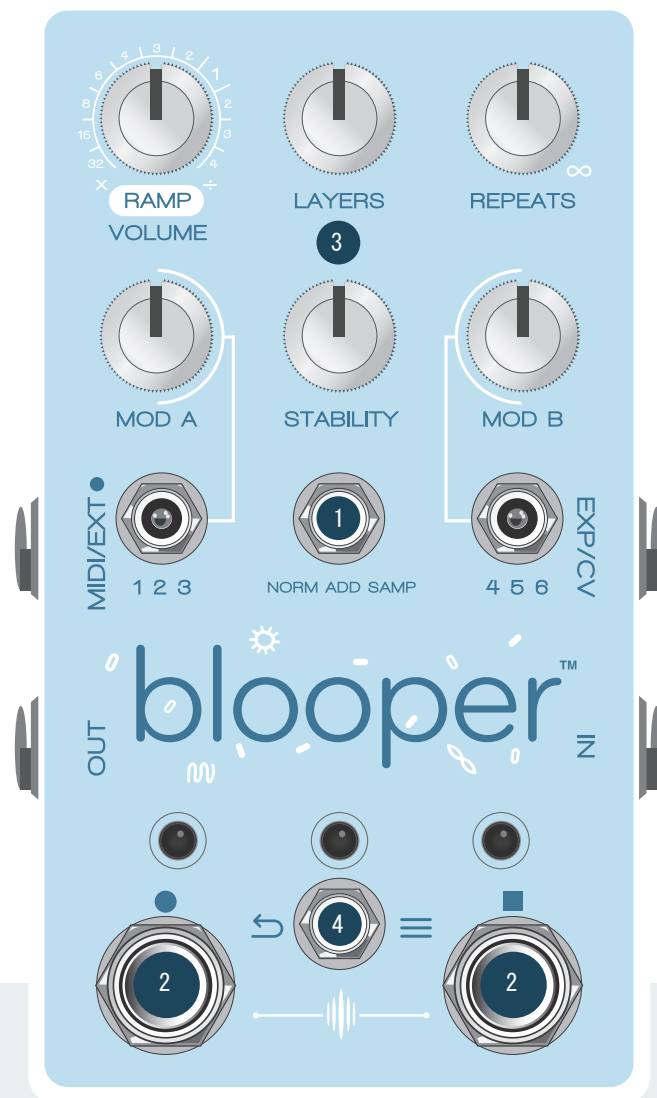 32 16 8 6 4 3 2 1 2 3 4
× ÷ ∞
RAMP LAYERS REPEATS
VOLUME
3
MOD A STABILITY MOD B
MIDI/EXT EXP/CV
1
1 2 3 NORM ADD SAMP 4 5 6
blooper™
OUT IN
4
2 2